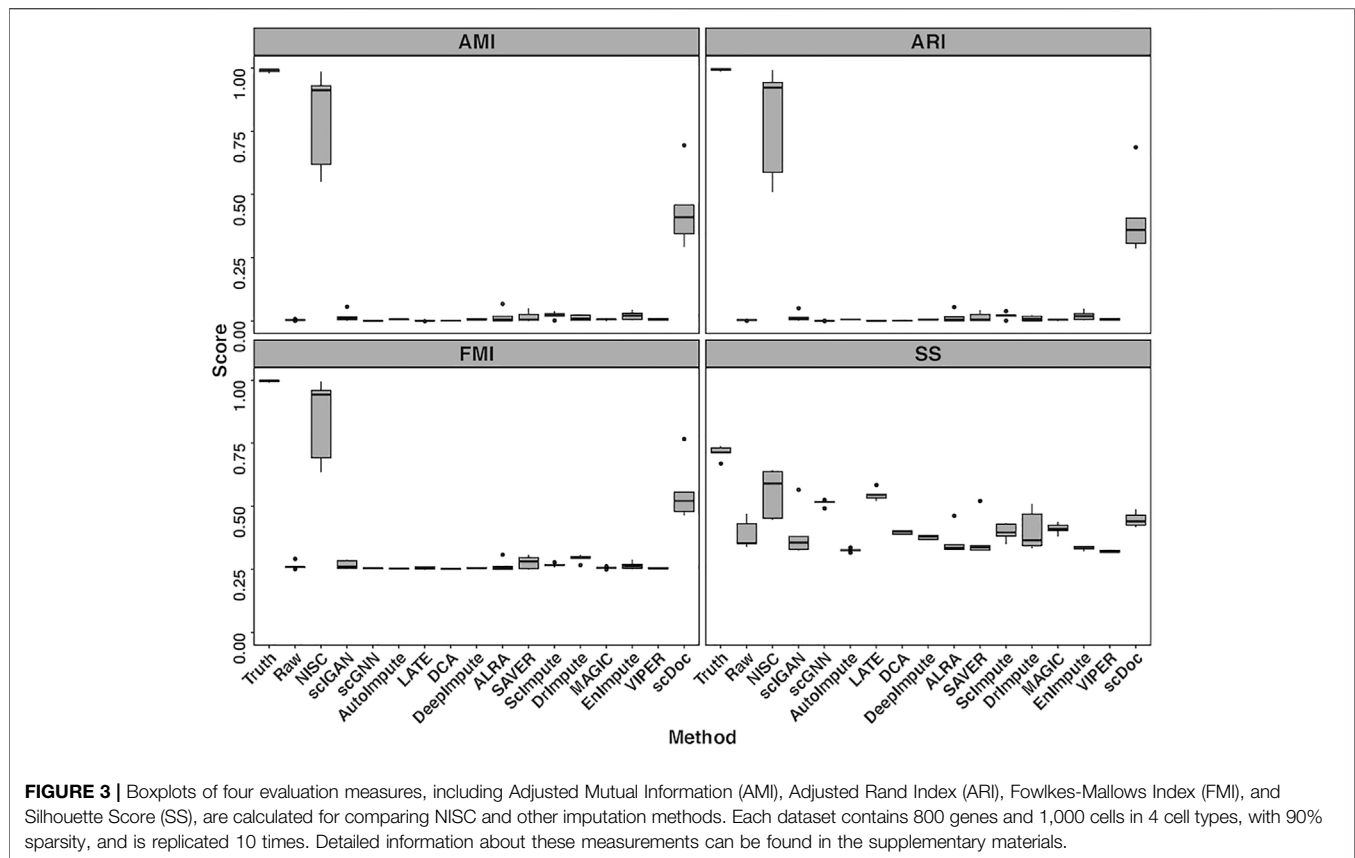 AMI
ARI
1.00
0.75
0.50
0.25
0.00
Score
FMI
SS
1.00
0.75
0.50
0.25
0.00
Truth
Raw
NISC
scIGAN
scGNN
AutoImpute
LATE
DCA
DeepImpute
ALRA
SAVER
ScImpute
DrImpute
MAGIC
EnImpute
VIPER
scDoc
Truth
Raw
NISC
scIGAN
scGNN
AutoImpute
LATE
DCA
DeepImpute
ALRA
SAVER
ScImpute
DrImpute
MAGIC
EnImpute
VIPER
scDoc
Method
FIGURE 3 | Boxplots of four evaluation measures, including Adjusted Mutual Information (AMI), Adjusted Rand Index (ARI), Fowlkes-Mallows Index (FMI), and
Silhouette Score (SS), are calculated for comparing NISC and other imputation methods. Each dataset contains 800 genes and 1,000 cells in 4 cell types, with 90%
sparsity, and is replicated 10 times. Detailed information about these measurements can be found in the supplementary materials.